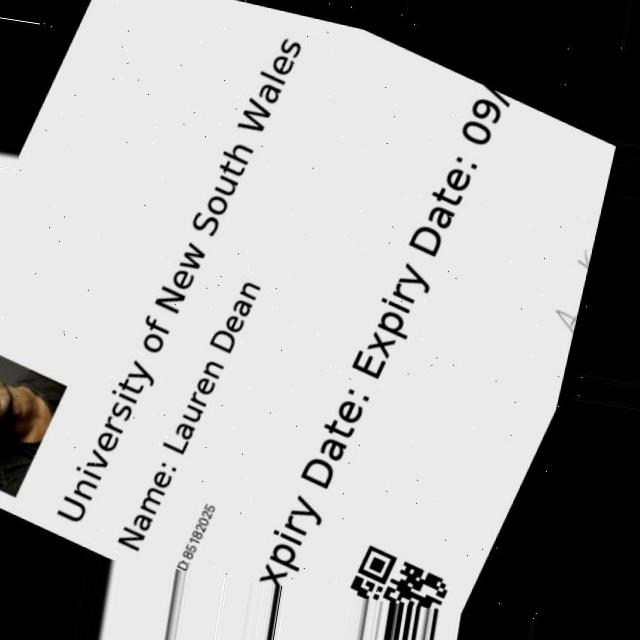 University of New South Wales
Name: Lauren Dean
D.85182025
xpiry Date: Expiry Date: 09/